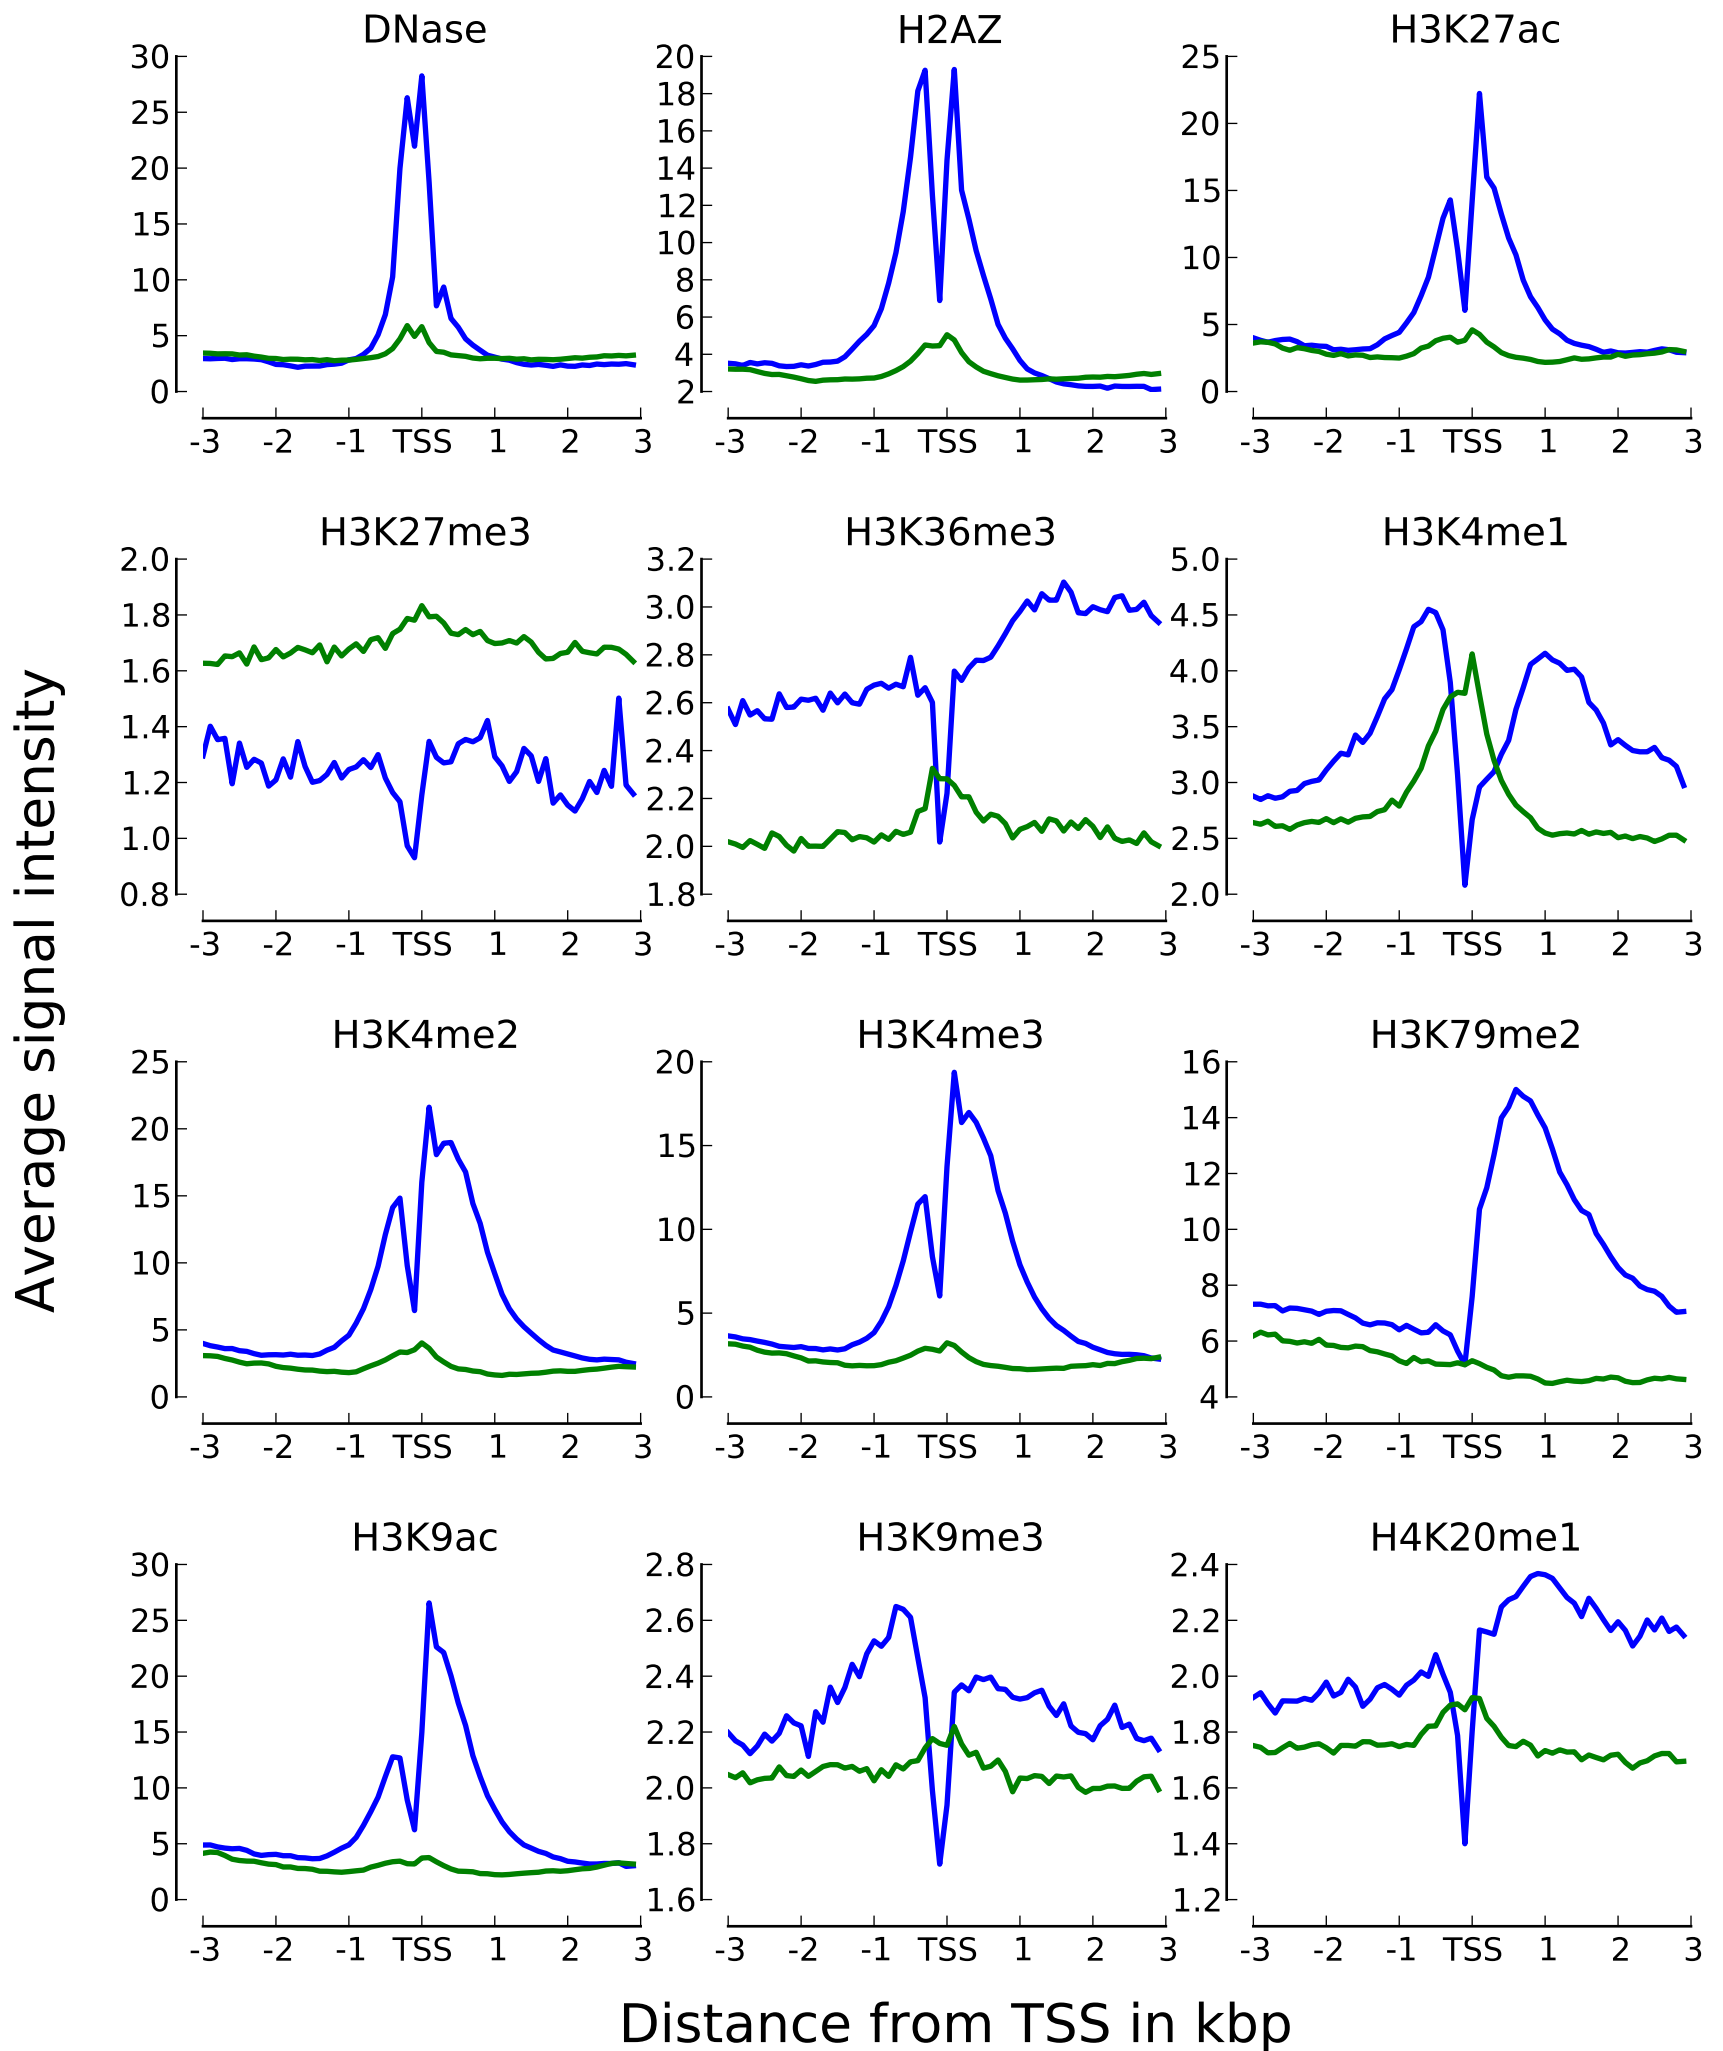 DNase H2AZ H3K27ac
30 25 20 15 10 5 0
20 18 16 14 12 10 8 6 4 2
25 20 15 10 5 0
-3 -2 -1 TSS 1 2 3
-3 -2 -1 TSS 1 2 3
-3 -2 -1 TSS 1 2 3
H3K27me3 H3K36me3 H3K4me1
2.0 1.8 1.6 1.4 1.2 1.0 0.8
3.2 3.0 2.8 2.6 2.4 2.2 2.0 1.8
5.0 4.5 4.0 3.5 3.0 2.5 2.0
-3 -2 -1 TSS 1 2 3
-3 -2 -1 TSS 1 2 3
-3 -2 -1 TSS 1 2 3
Average signal intensity
H3K4me2 H3K4me3 H3K79me2
25 20 15 10 5 0
20 15 10 5 0
16 14 12 10 8 6 4
-3 -2 -1 TSS 1 2 3
-3 -2 -1 TSS 1 2 3
-3 -2 -1 TSS 1 2 3
H3K9ac H3K9me3 H4K20me1
30 25 20 15 10 5 0
2.8 2.6 2.4 2.2 2.0 1.8 1.6
2.4 2.2 2.0 1.8 1.6 1.4 1.2
-3 -2 -1 TSS 1 2 3
-3 -2 -1 TSS 1 2 3
-3 -2 -1 TSS 1 2 3
Distance from TSS in kbp